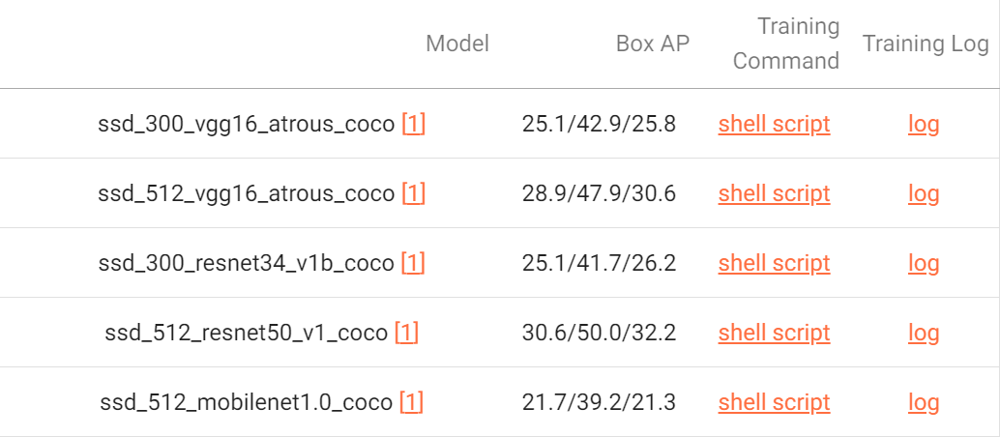 Model Box AP Training Command Training Log
ssd_300_vgg16_atrous_coco [1] 25.1/42.9/25.8 shell script log
ssd_512_vgg16_atrous_coco [1] 28.9/47.9/30.6 shell script log
ssd_300_resnet34_v1b_coco [1] 25.1/41.7/26.2 shell script log
ssd_512_resnet50_v1_coco [1] 30.6/50.0/32.2 shell script log
ssd_512_mobilenet1.0_coco [1] 21.7/39.2/21.3 shell script log